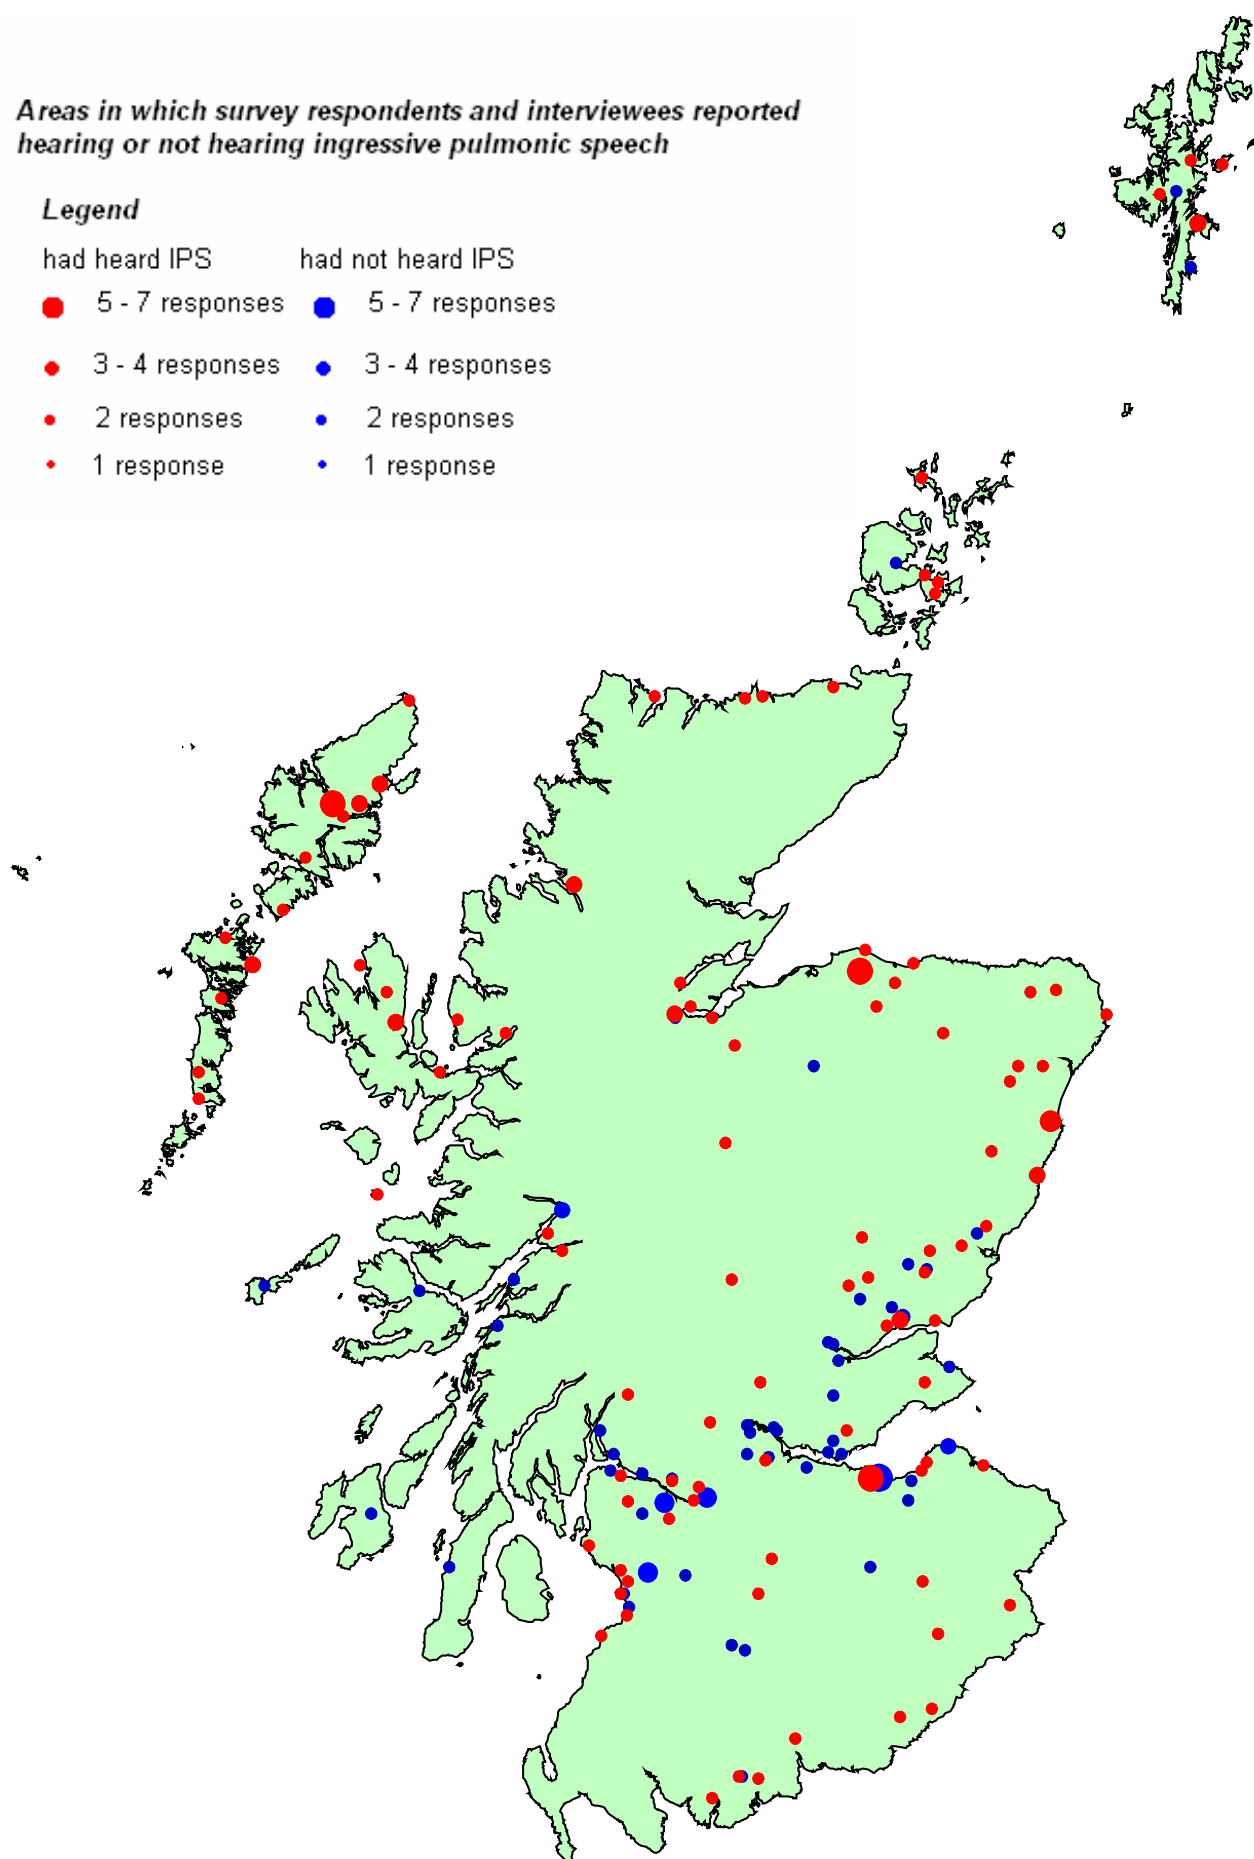 Areas in which survey respondents and interviewees reported
hearing or not hearing ingressive pulmonic speech
Legend
had heard IPS had not heard IPS
5 - 7 responses 5 - 7 responses
3 - 4 responses 3 - 4 responses
2 responses 2 responses
1 response 1 response